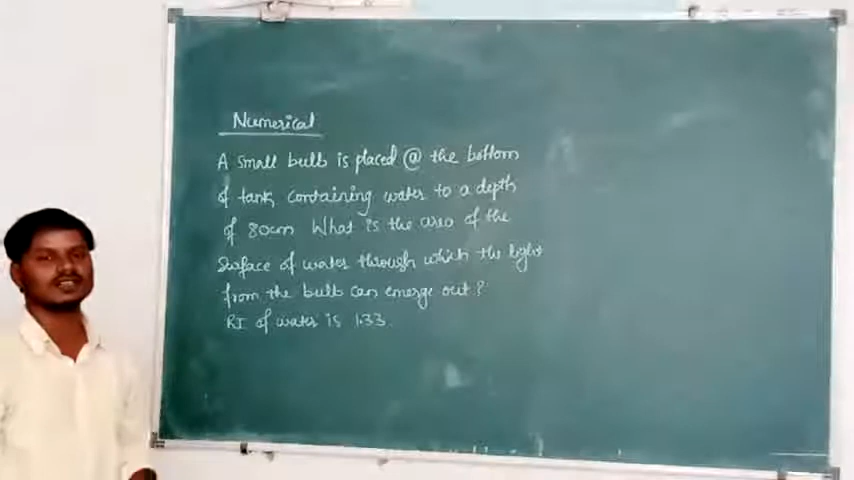 Numerical
A small bulb is placed @ the bottom
of tank containing water to a depth
of 80cm What is the area of the
Surface of water through which the light
from the bulb can emerge out?
RI of water is 1.33